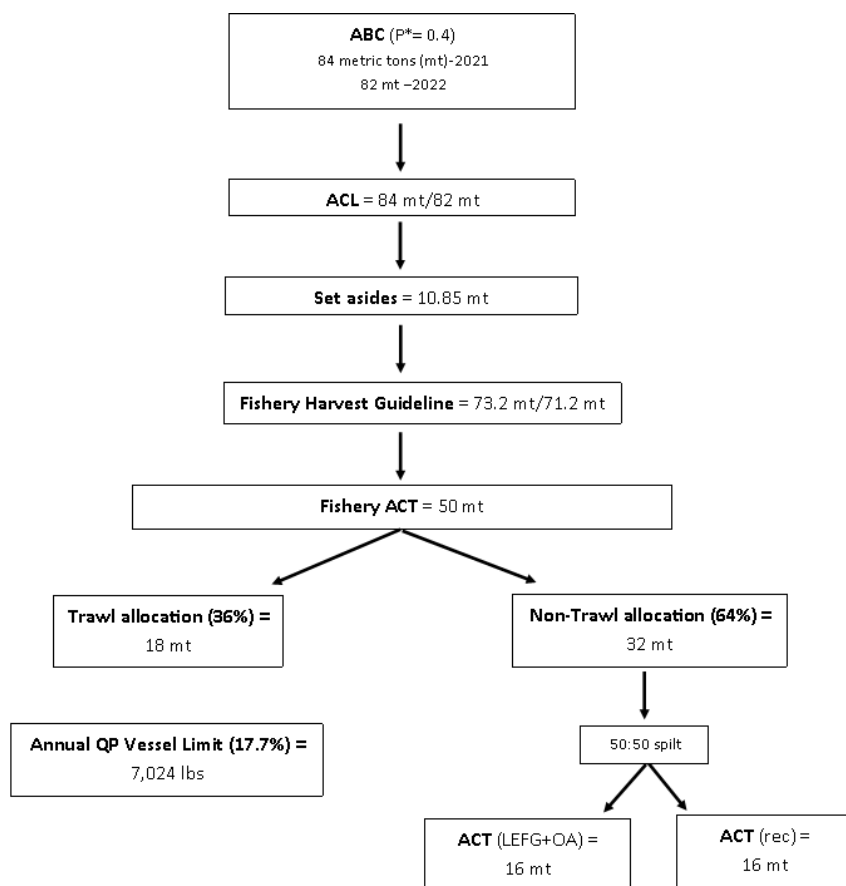 ABC (P*= 0.4)
84 metric tons (mt)-2021
82 mt –2022
ACL = 84 mt/82 mt
Set asides = 10.85 mt
Fishery Harvest Guideline = 73.2 mt/71.2 mt
Fishery ACT = 50 mt
Trawl allocation (36%) =
18 mt
Non-Trawl allocation (64%) =
32 mt
Annual QP Vessel Limit (17.7%) =
7,024 lbs
50:50 spilt
ACT (LEFG+OA) =
16 mt
ACT (rec) =
16 mt